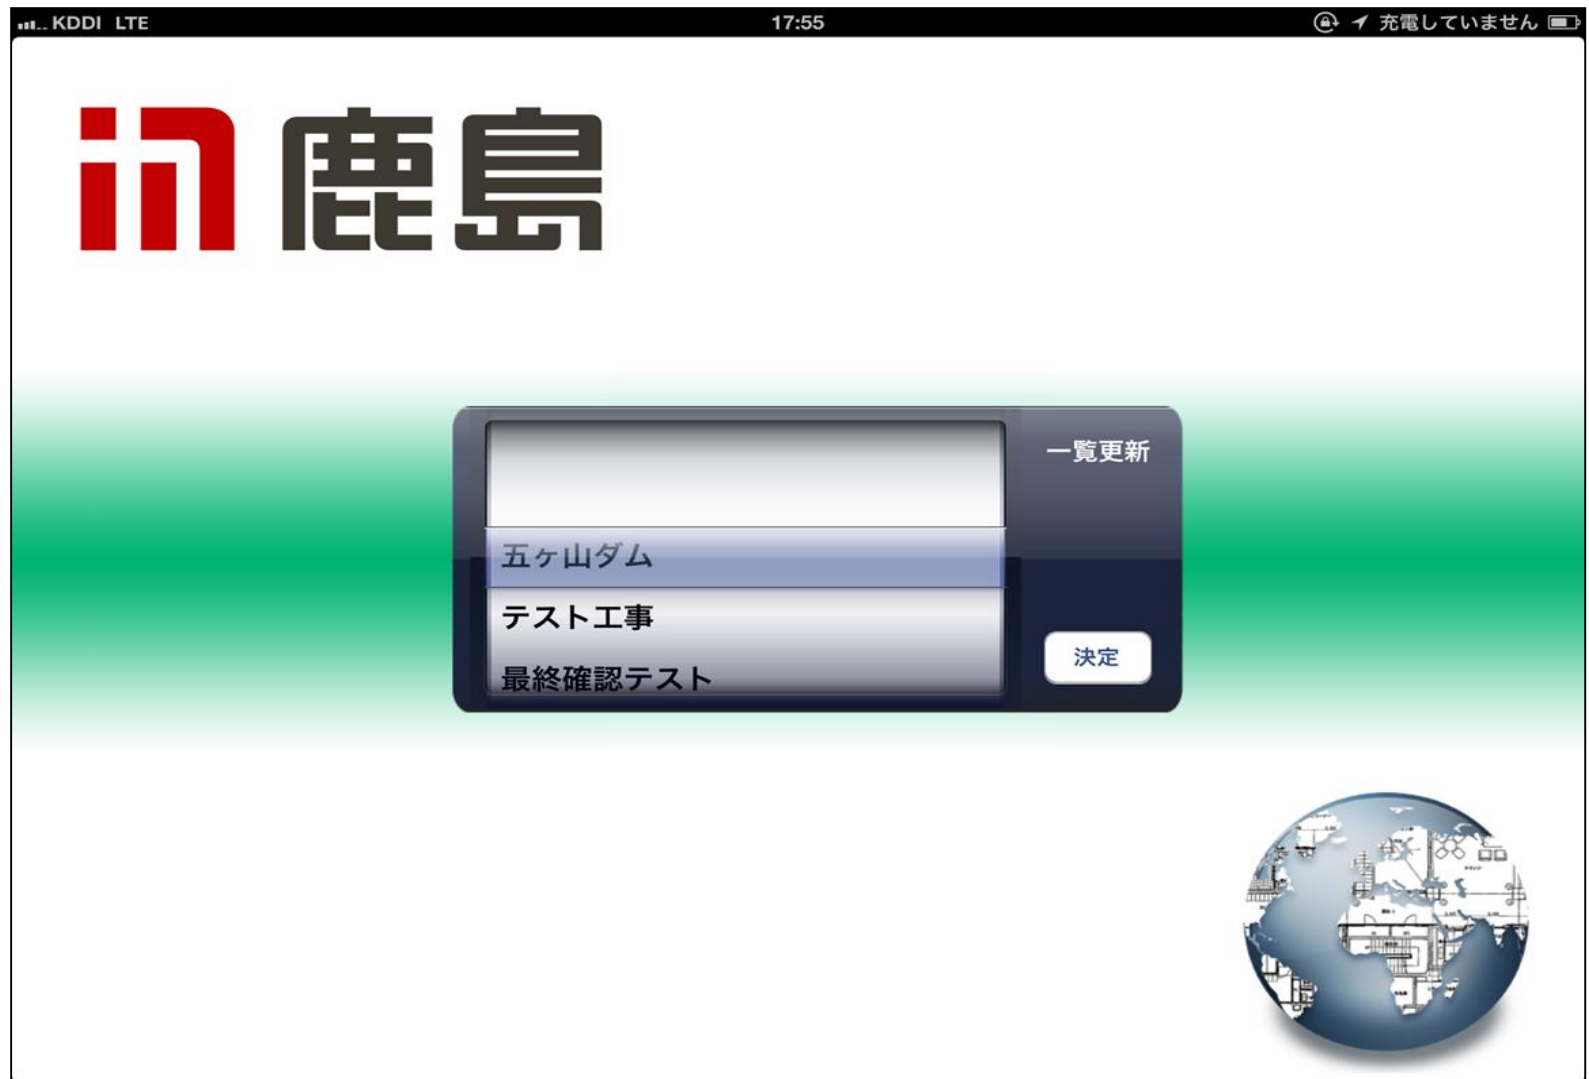 KDDI LTE
17:55
充電していません
鹿島
一覧更新
五ヶ山ダム
テスト工事
最終確認テスト
決定